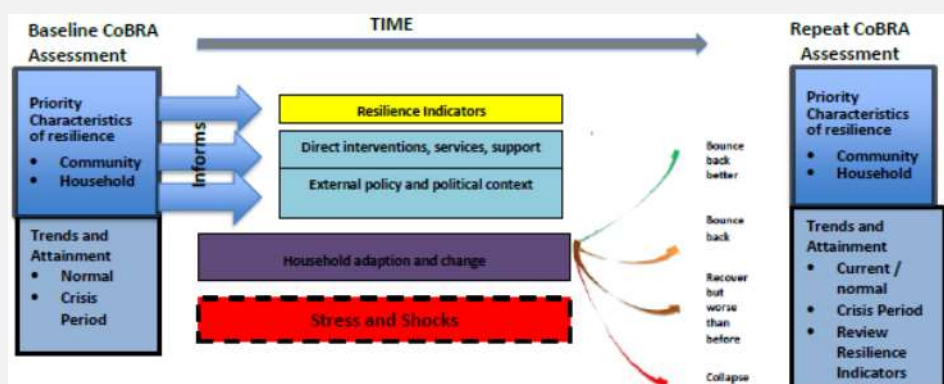 Baseline CoBRA
Assessment
Priority
Characteristics
of resilience
• Community
• Household
Trends and
Attainment
• Normal
• Crisis
Period
TIME
Informs
Resilience Indicators
Direct interventions, services, support
External policy and political context
Household adaption and change
Stress and Shocks
Bounce
back
better
Bounce
back
Recover
but
worse
than
before
Collapse
Repeat CoBRA
Assessment
Priority
Characteristics
of resilience
• Community
• Household
Trends and
Attainment
• Current /
normal
• Crisis Period
• Review
Resilience
Indicators